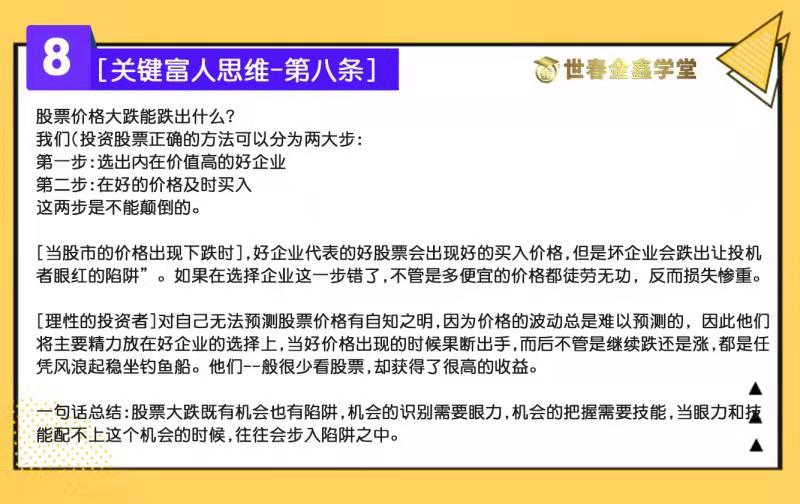 8
[关键富人思维-第八条]
世春金鑫学堂
股票价格大跌能跌出什么?
我们(投资股票正确的方法可以分为两大步:
第一步:选出内在价值高的好企业
第二步:在好的价格及时买入
这两步是不能颠倒的。
[当股市的价格出现下跌时],好企业代表的好股票会出现好的买入价格,但是坏企业会跌出让投机
者眼红的陷阱”。如果在选择企业这一步错了,不管是多便宜的价格都徒劳无功，反而损失惨重。
[理性的投资者]对自己无法预测股票价格有自知之明,因为价格的波动总是难以预测的，因此他们
将主要精力放在好企业的选择上,当好价格出现的时候果断出手,而后不管是继续跌还是涨,都是任
凭风浪起稳坐钓鱼船。他们--般很少看股票,却获得了很高的收益。
一句话总结:股票大跌既有机会也有陷阱,机会的识别需要眼力,机会的把握需要技能,当眼力和技
能配不上这个机会的时候,往往会步入陷阱之中。